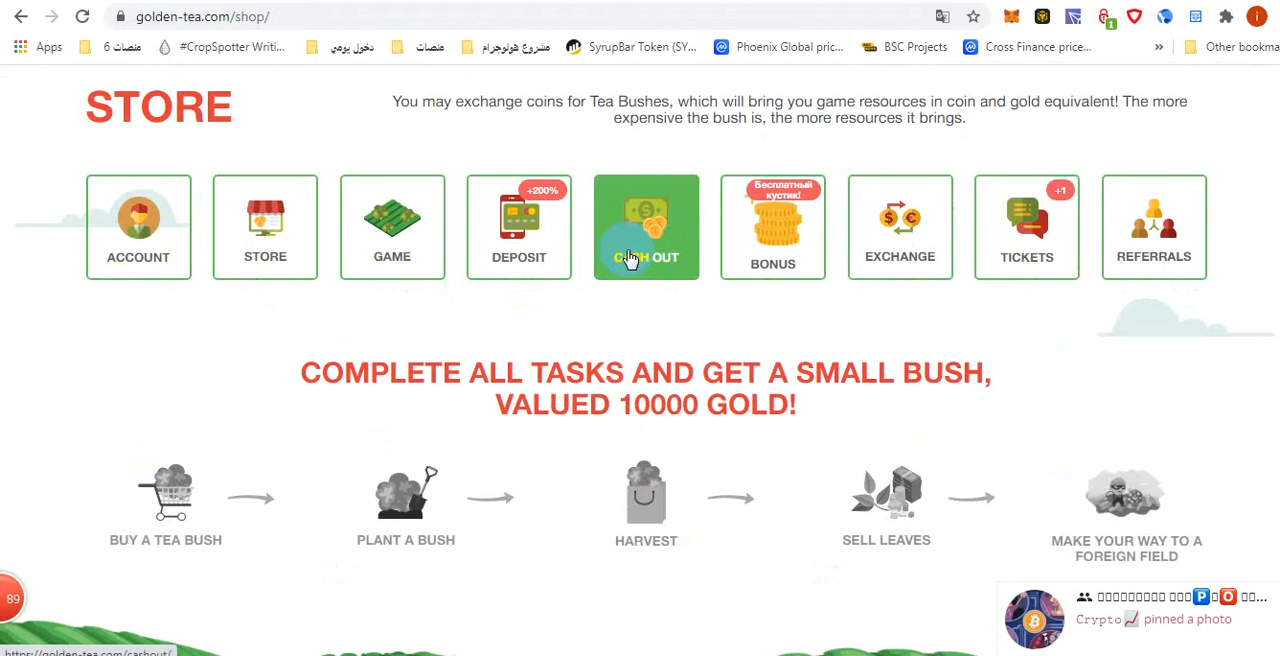 golden-tea.com/shop/
1
i
Apps
منصات 6
#CropSpotter Writi...
دخول يومي
منصات
مشروع هولوجرام
SyrupBar Token (SY...
Phoenix Global pric...
BSC Projects
Cross Finance price...
»
Other bookma
STORE
You may exchange coins for Tea Bushes, which will bring you game resources in coin and gold equivalent! The more
expensive the bush is, the more resources it brings.
ACCOUNT
STORE
GAME
+200%
DEPOSIT
CASH OUT
Бесплатный
кустик!
BONUS
EXCHANGE
+1
TICKETS
REFERRALS
COMPLETE ALL TASKS AND GET A SMALL BUSH,
VALUED 10000 GOLD!
BUY A TEA BUSH
PLANT A BUSH
HARVEST
SELL LEAVES
MAKE YOUR WAY TO A
FOREIGN FIELD
89
P O
Crypto pinned a photo
https://golden-tea.com/cashout/